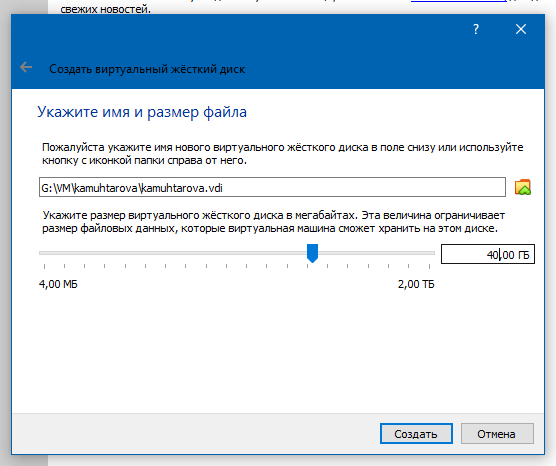 свежих новостей.
?
Создать виртуальный жёсткий диск
Укажите имя и размер файла
Пожалуйста укажите имя нового виртуального жёсткого диска в поле снизу или используйте
кнопку с иконкой папки справа от него.
G:\VM\kamuhtarova\kamuhtarova.vdi
Укажите размер виртуального жёсткого диска в мегабайтах. Эта величина ограничивает
размер файловых данных, которые виртуальная машина сможет хранить на этом диске.
40,00 ГБ
4,00 МБ 2,00 ТБ
Создать Отмена